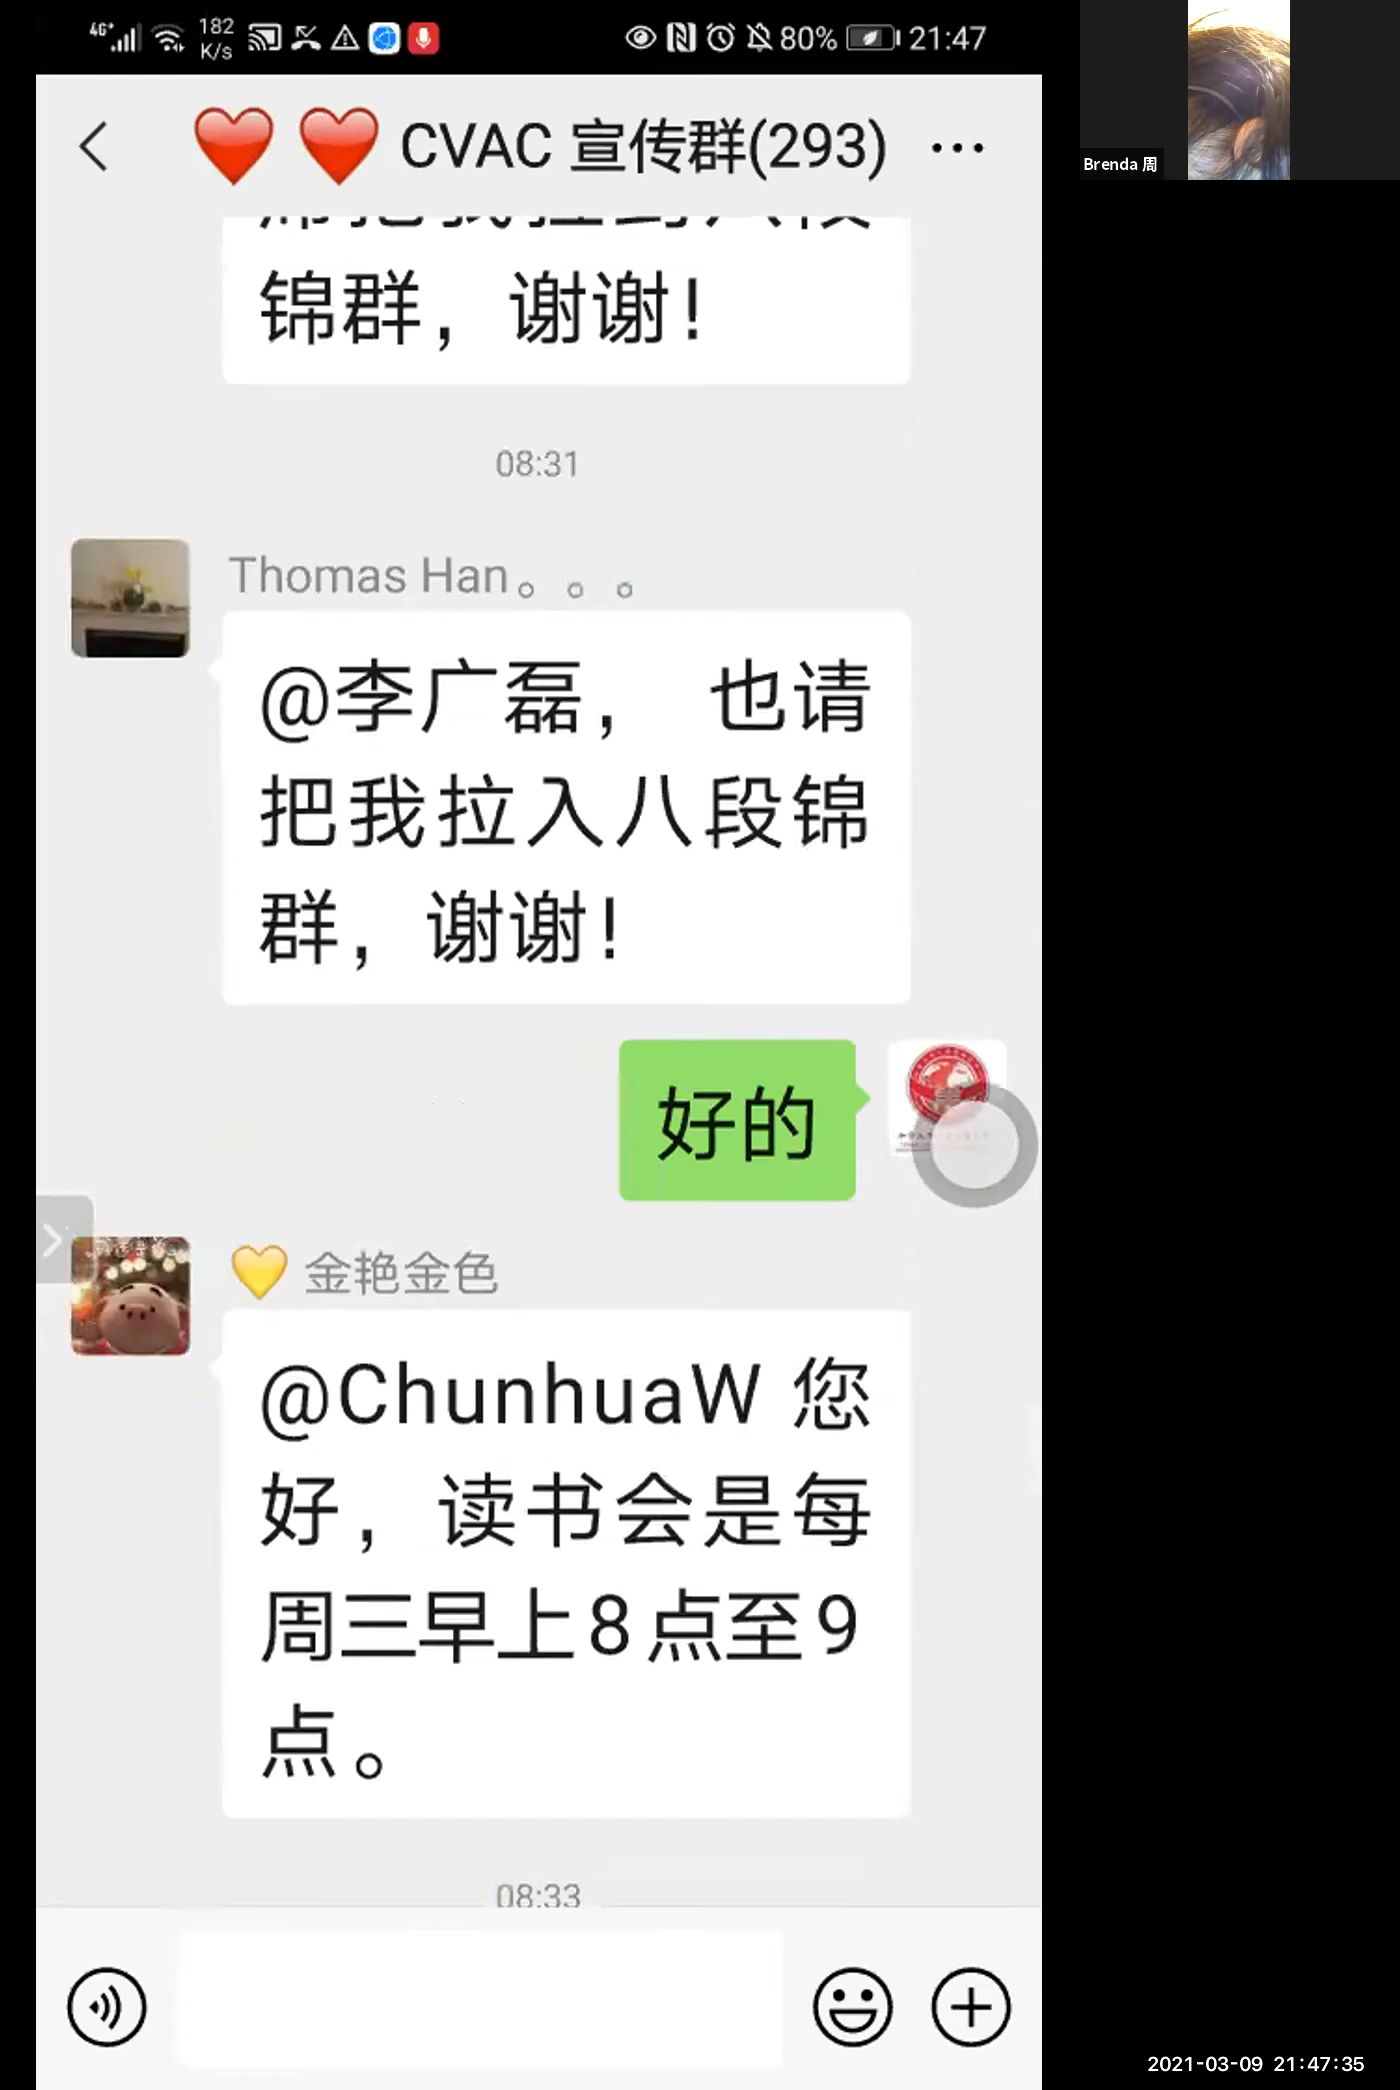 4G+ 182 K/s 80% 21:47
❤️ ❤️ CVAC 宣传群(293) ...
锦群，谢谢！
08:31
Thomas Han。。。
@李广磊， 也请
把我拉入八段锦
群，谢谢！
好的
💛 金艳金色
@ChunhuaW 您
好，读书会是每
周三早上8点至9
点。
08:33
Brenda 周
2021-03-09 21:47:35